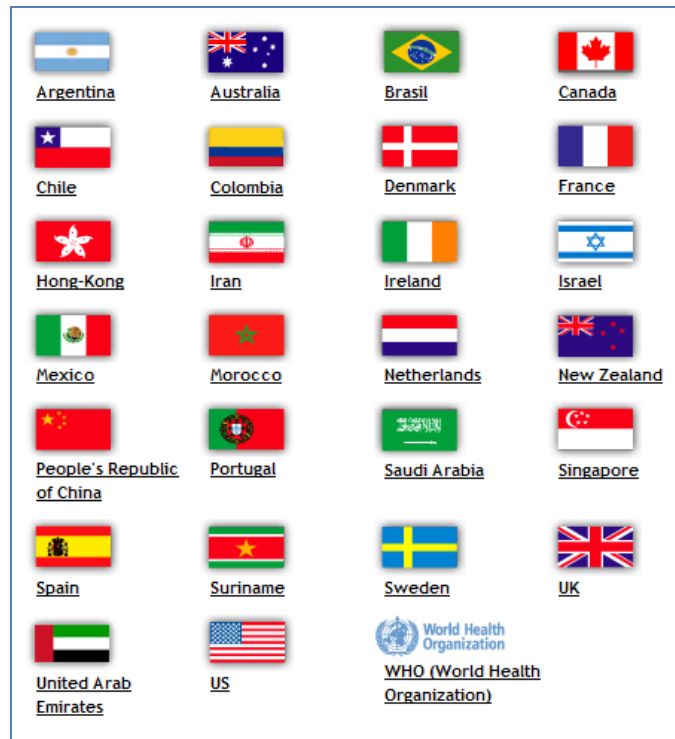 Argentina
Australia
Brasil
Canada
Chile
Colombia
Denmark
France
Hong-Kong
Iran
Ireland
Israel
Mexico
Morocco
Netherlands
New Zealand
People's Republic
of China
Portugal
Saudi Arabia
Singapore
Spain
Suriname
Sweden
UK
United Arab
Emirates
US
World Health
Organization
WHO (World Health
Organization)